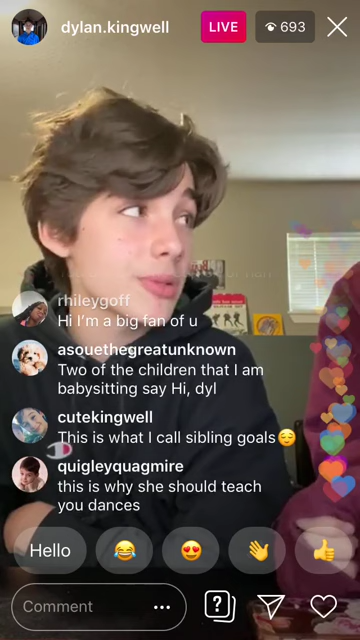 dylan.kingwell
LIVE
693
rhileygoff
Hi I'm a big fan of u
asouethegreatunknown
Two of the children that I am
babysitting say Hi, dyl
cutekingwell
This is what I call sibling goals😌
quigleyquagmire
this is why she should teach
you dances
Hello
Comment